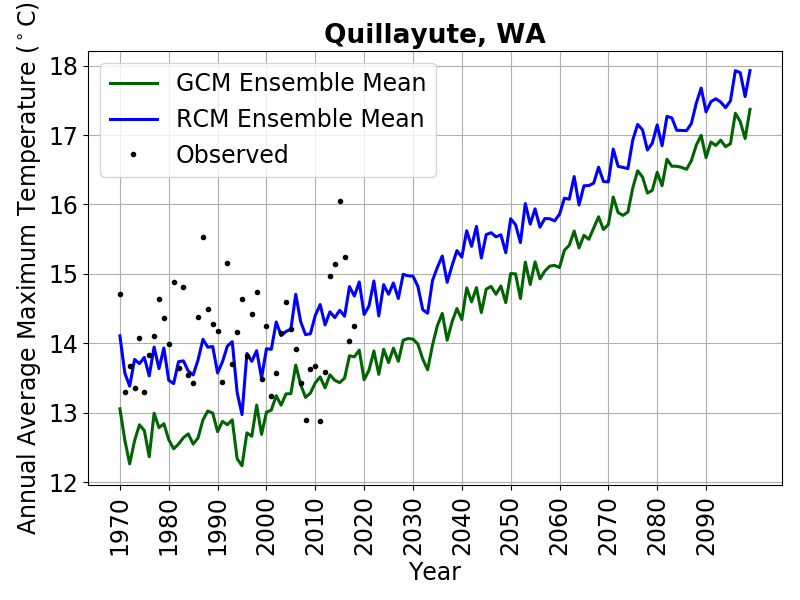 Quillayute, WA
Annual Average Maximum Temperature (°C)
GCM Ensemble Mean
RCM Ensemble Mean
Observed
18
17
16
15
14
13
12
1970 1980 1990 2000 2010 2020 2030 2040 2050 2060 2070 2080 2090
Year